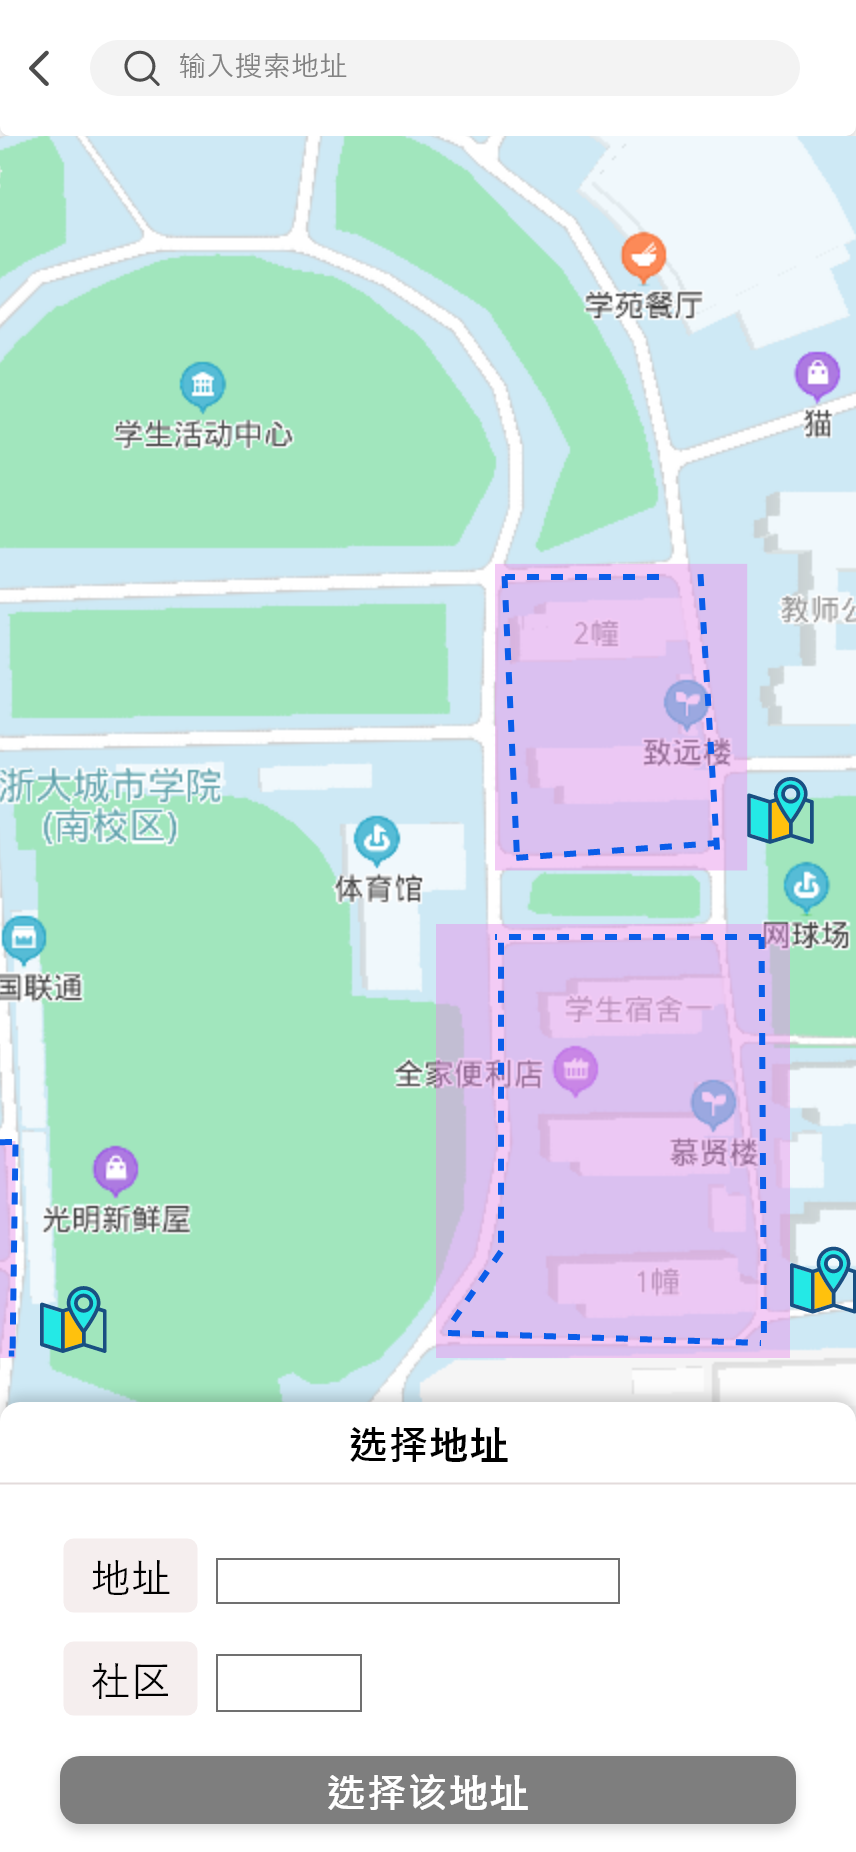 输入搜索地址
学苑餐厅
猫
学生活动中心
教师公
2幢
致远楼
浙大城市学院
(南校区)
体育馆
网球场
国联通
学生宿舍一
全家便利店
慕贤楼
光明新鲜屋
1幢
选择地址
地址
社区
选择该地址